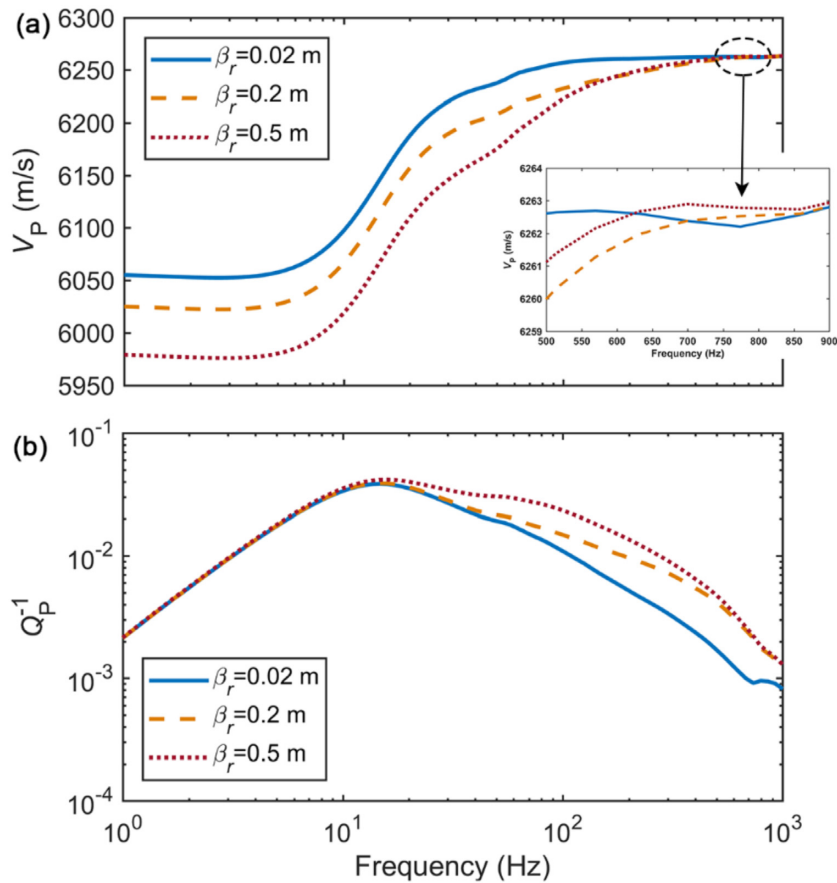 (a)
6300
6250
6200
6150
6100
6050
6000
5950
V_P (m/s)
β_r=0.02 m
β_r=0.2 m
β_r=0.5 m
6264
6263
6262
6261
6260
6259
V_P (m/s)
500 550 600 650 700 750 800 850 900
Frequency (Hz)
(b)
10^-1
10^-2
10^-3
10^-4
Q_P^-1
β_r=0.02 m
β_r=0.2 m
β_r=0.5 m
10^0 10^1 10^2 10^3
Frequency (Hz)